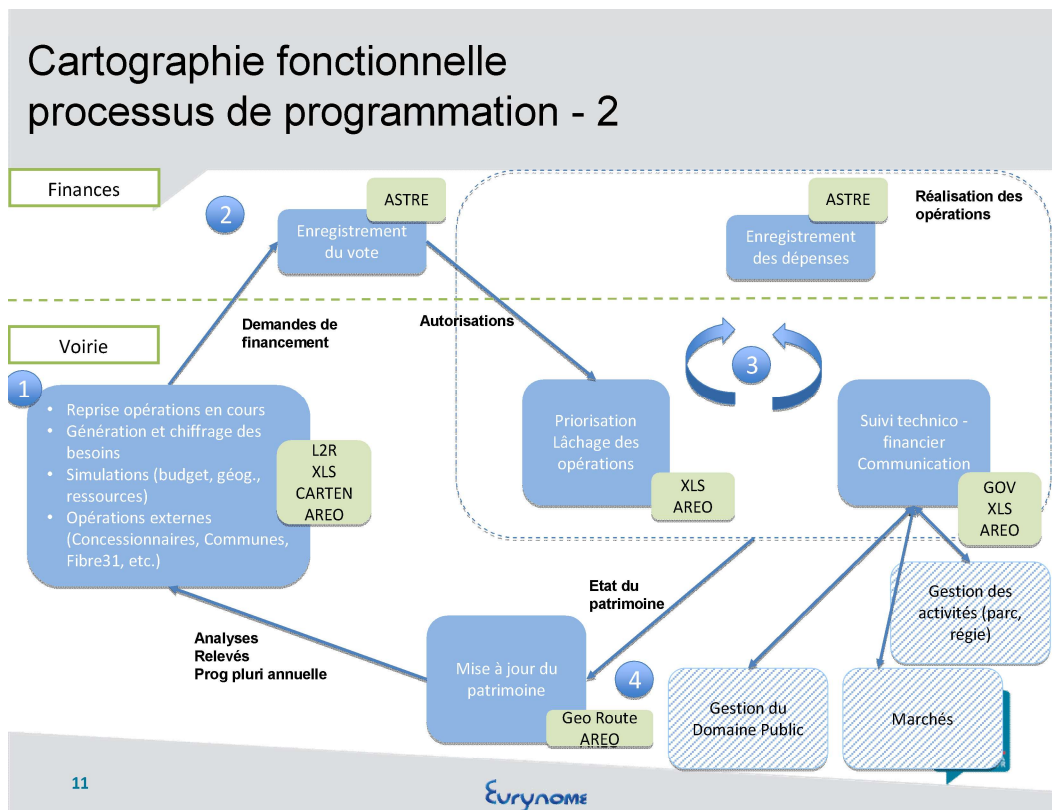 Cartographie fonctionnelle
processus de programmation - 2
Finances
2
ASTRE
Enregistrement
du vote
ASTRE
Enregistrement
des dépenses
Réalisation des
opérations
Demandes de
financement
Autorisations
Voirie
1
• Reprise opérations en cours
• Génération et chiffrage des
besoins
• Simulations (budget, géog.,
ressources)
• Opérations externes
(Concessionnaires, Communes,
Fibre31, etc.)
L2R
XLS
CARTEN
AREO
3
Priorisation
Lâchage des
opérations
XLS
AREO
Suivi technico -
financier
Communication
GOV
XLS
AREO
Etat du
patrimoine
Gestion des
activités (parc,
régie)
Analyses
Relevés
Prog pluri annuelle
Mise à jour du
patrimoine
4
Geo Route
AREO
Gestion du
Domaine Public
Marchés
11
Eurynome